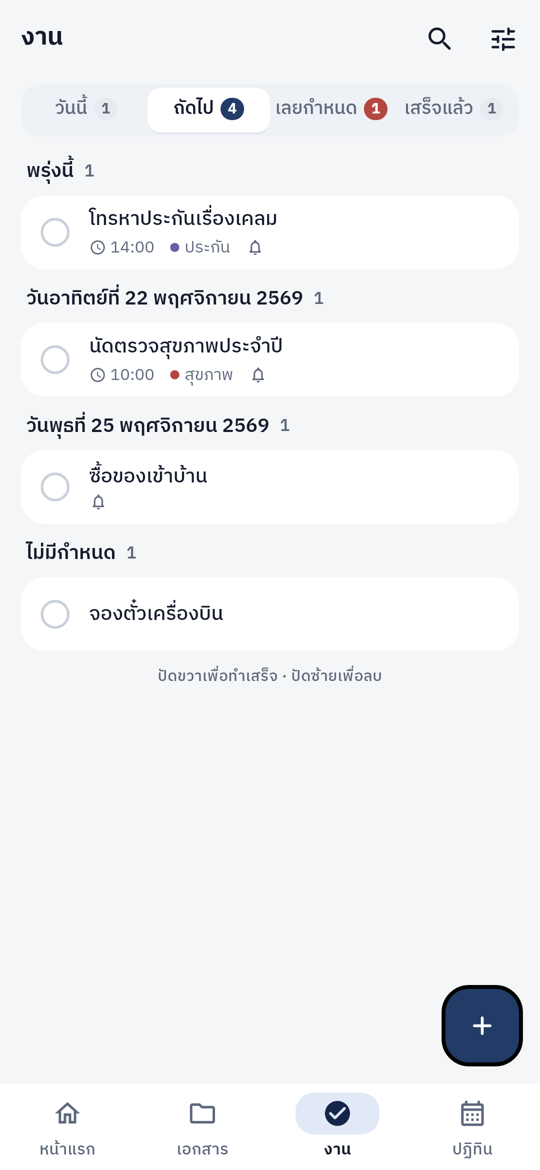 งาน
วันนี้ 1 ถัดไป 4 เลยกำหนด 1 เสร็จแล้ว 1
พรุ่งนี้ 1
โทรหาประกันเรื่องเคลม
14:00 ประกัน
วันอาทิตย์ที่ 22 พฤศจิกายน 2569 1
นัดตรวจสุขภาพประจำปี
10:00 สุขภาพ
วันพุธที่ 25 พฤศจิกายน 2569 1
ซื้อของเข้าบ้าน
ไม่มีกำหนด 1
จองตั๋วเครื่องบิน
ปัดขวาเพื่อทำเสร็จ · ปัดซ้ายเพื่อลบ
หน้าแรก เอกสาร งาน ปฏิทิน